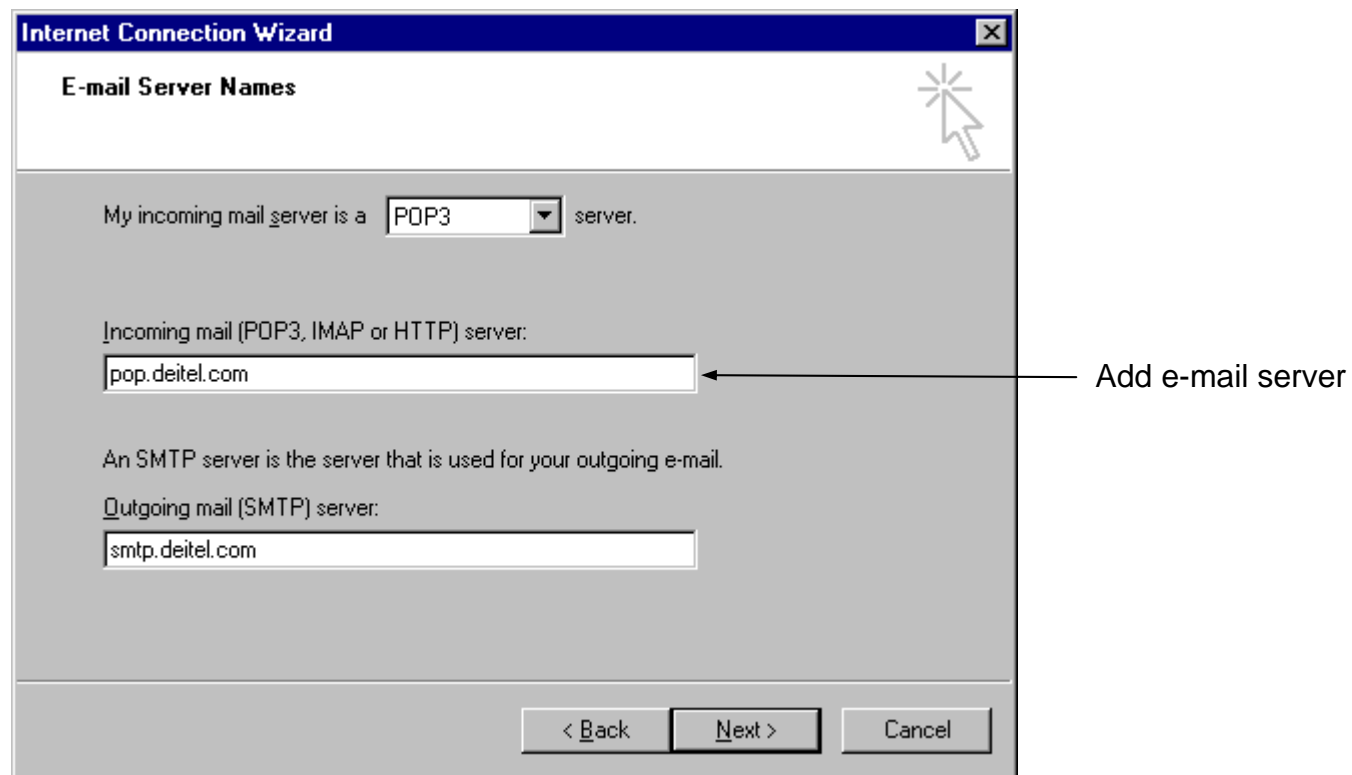 Internet Connection Wizard
E-mail Server Names
My incoming mail server is a POP3 server.
Incoming mail (POP3, IMAP or HTTP) server:
pop.deitel.com
Add e-mail server
An SMTP server is the server that is used for your outgoing e-mail.
Outgoing mail (SMTP) server:
smtp.deitel.com
< Back Next > Cancel